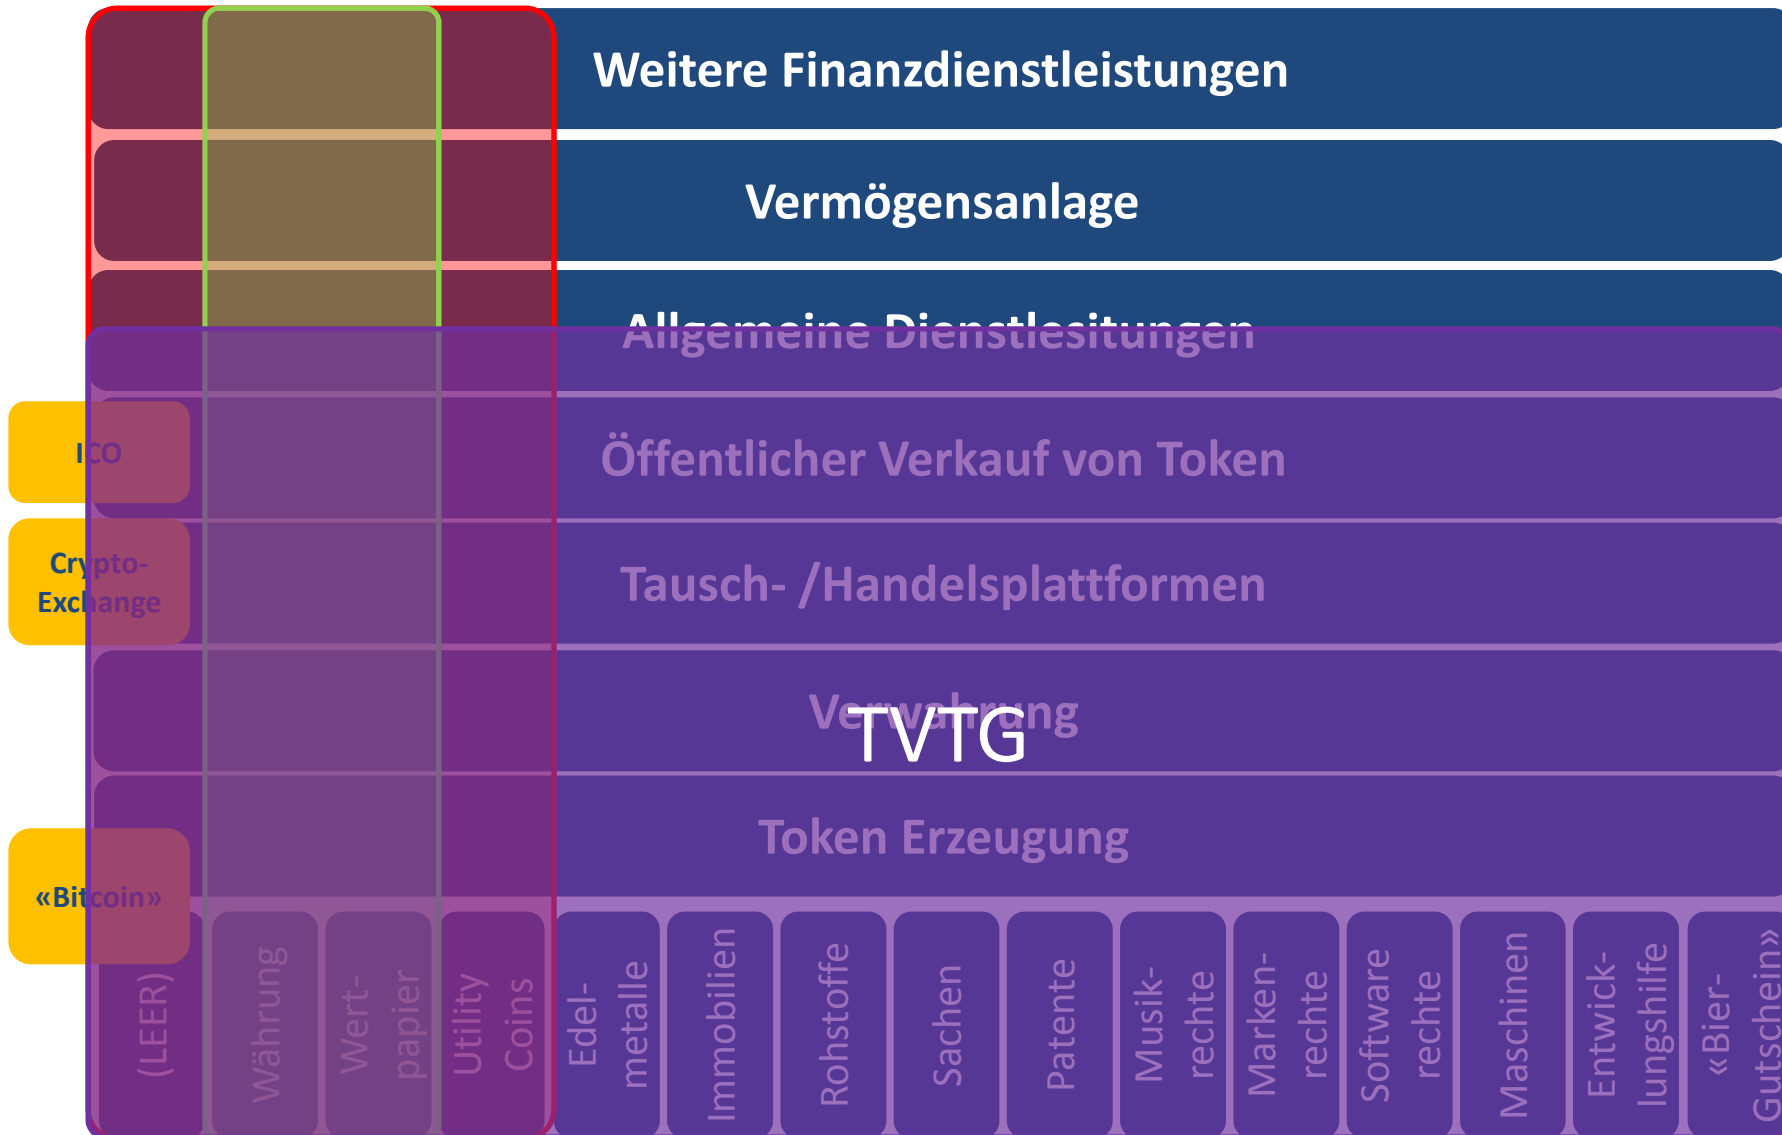 Weitere Finanzdienstleistungen
Vermögensanlage
Allgemeine Dienstlesitungen
ICO
Öffentlicher Verkauf von Token
Crypto-
Exchange
Tausch- /Handelsplattformen
Verwahrung
TVTG
Token Erzeugung
«Bitcoin»
(LEER)
Währung
Wert-
papier
Utility
Coins
Edel-
metalle
Immobilien
Rohstoffe
Sachen
Patente
Musik-
rechte
Marken-
rechte
Software
rechte
Maschinen
Entwick-
lungshilfe
«Bier-
Gutschein»